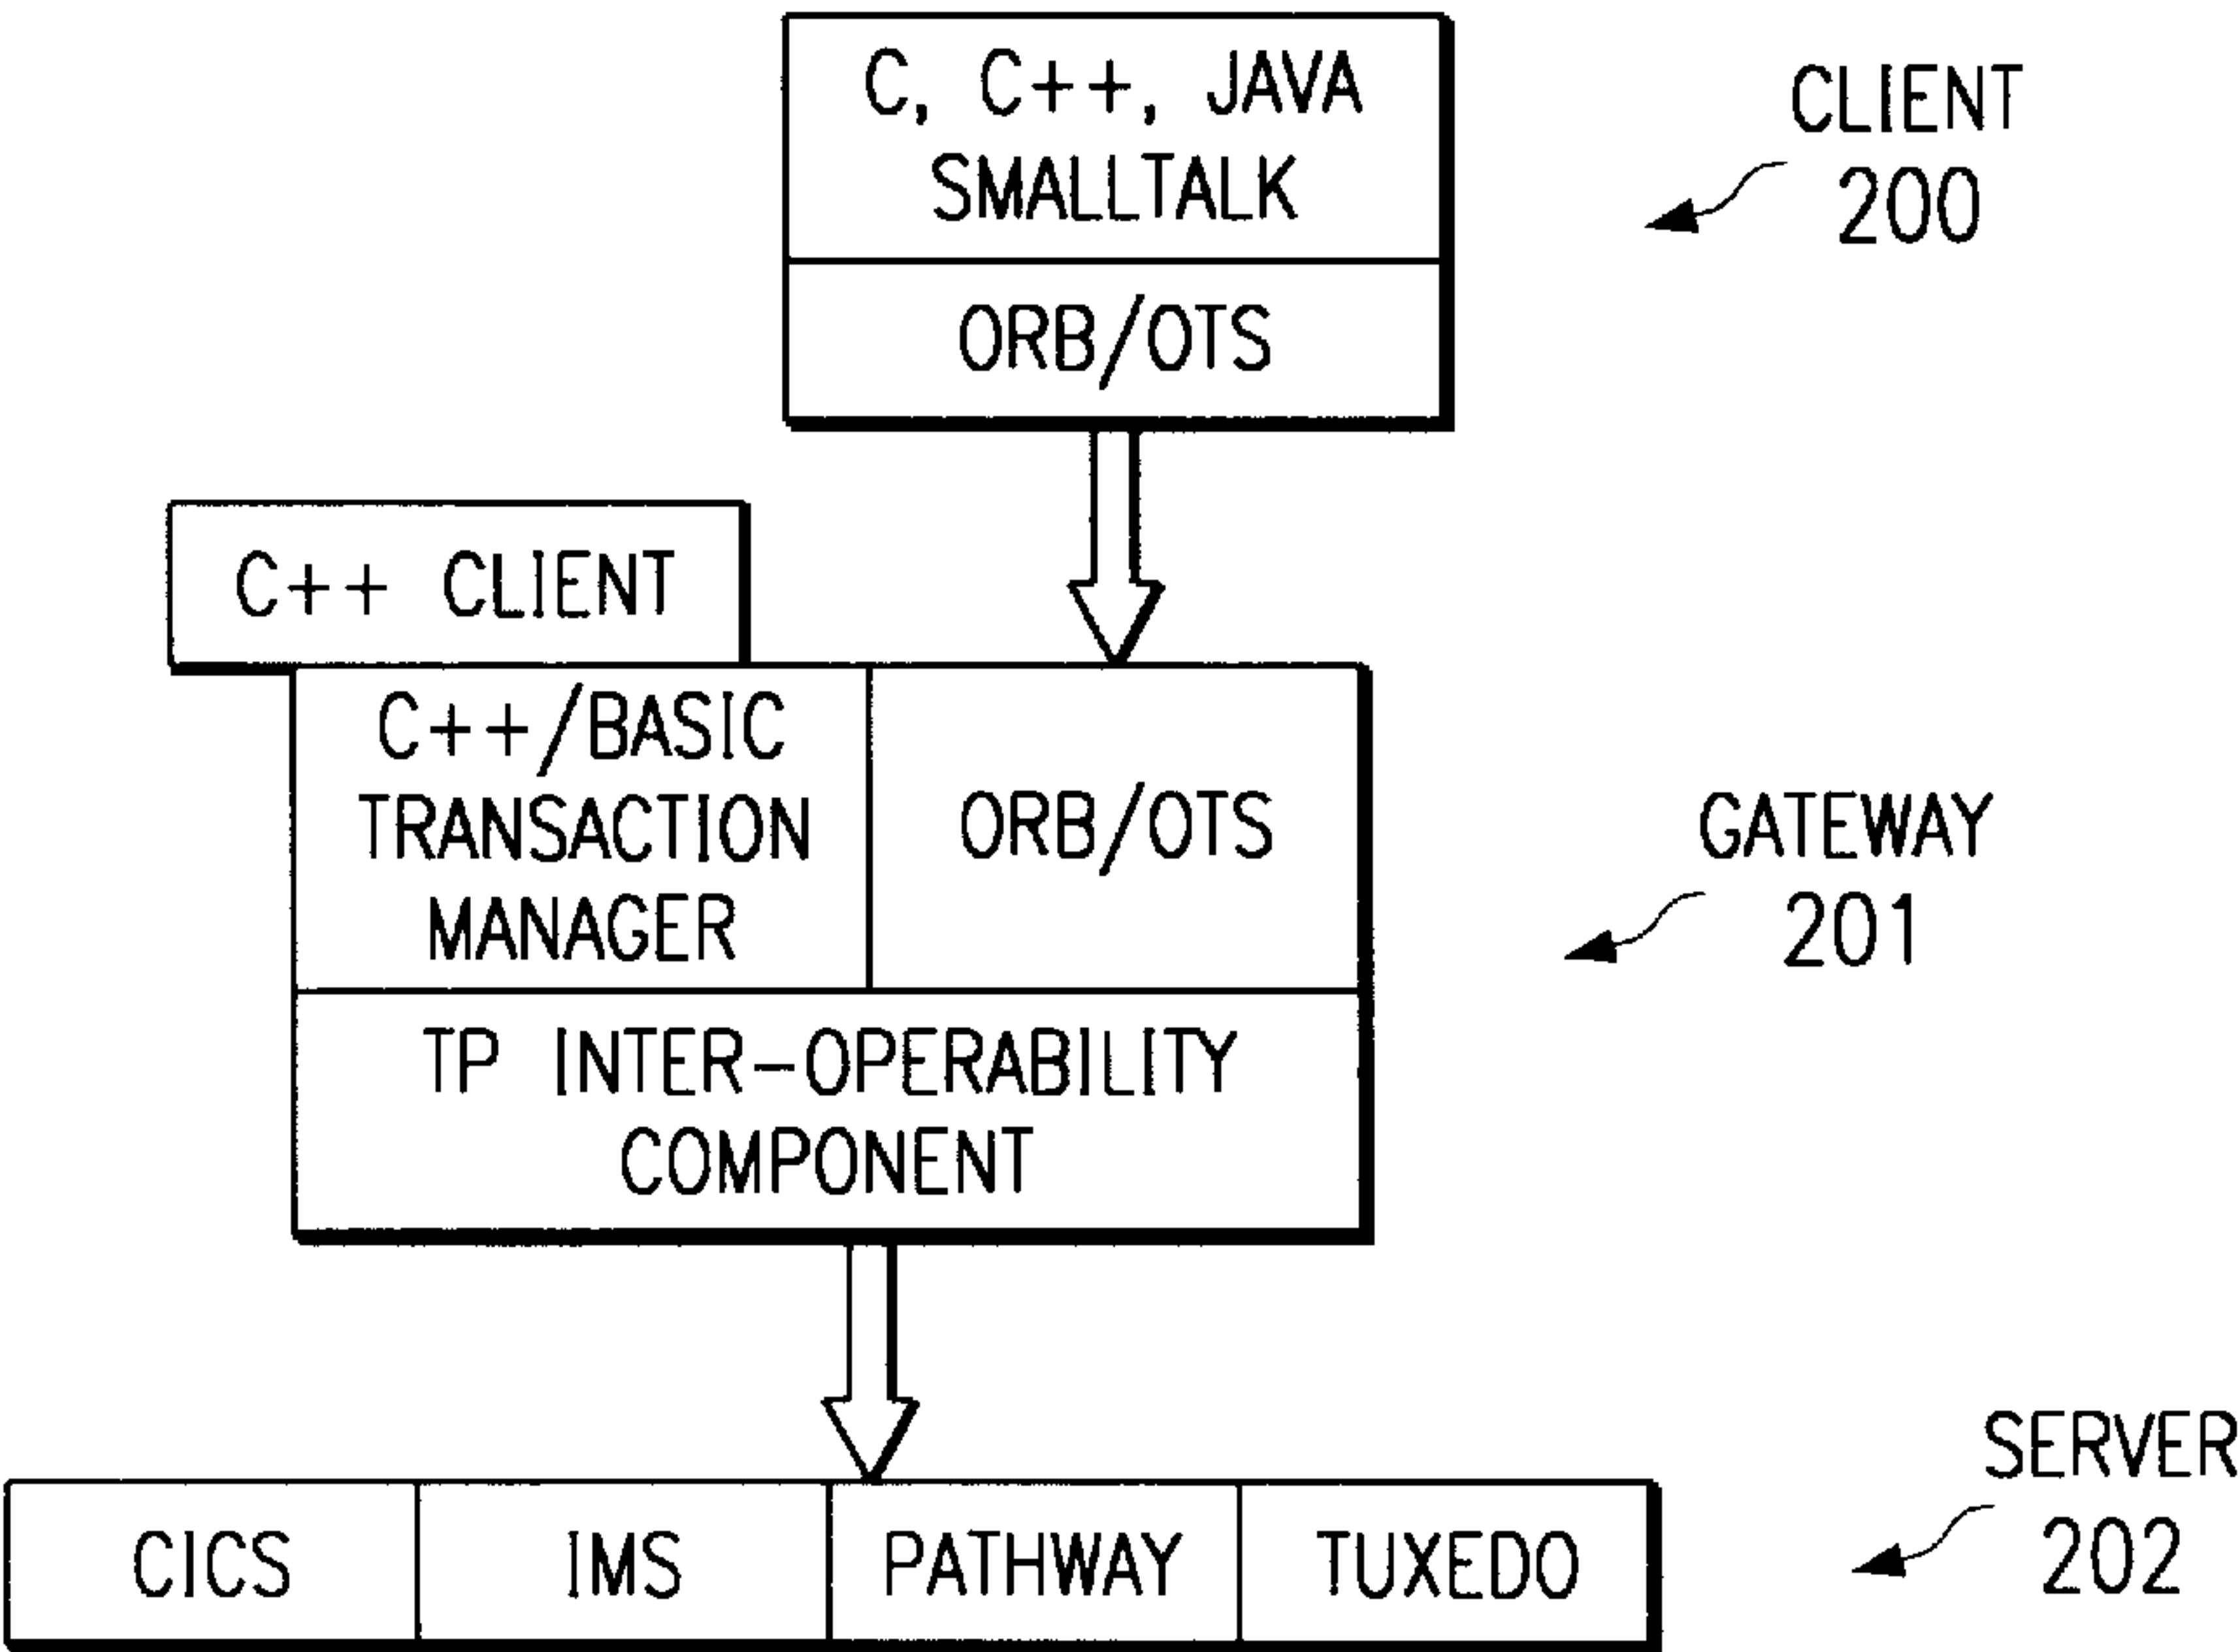 C, C++, JAVA
SMALLTALK
ORB/OTS
CLIENT
200
C++ CLIENT
C++/BASIC
TRANSACTION
MANAGER
ORB/OTS
TP INTER-OPERABILITY
COMPONENT
GATEWAY
201
CICS
IMS
PATHWAY
TUXEDO
SERVER
202